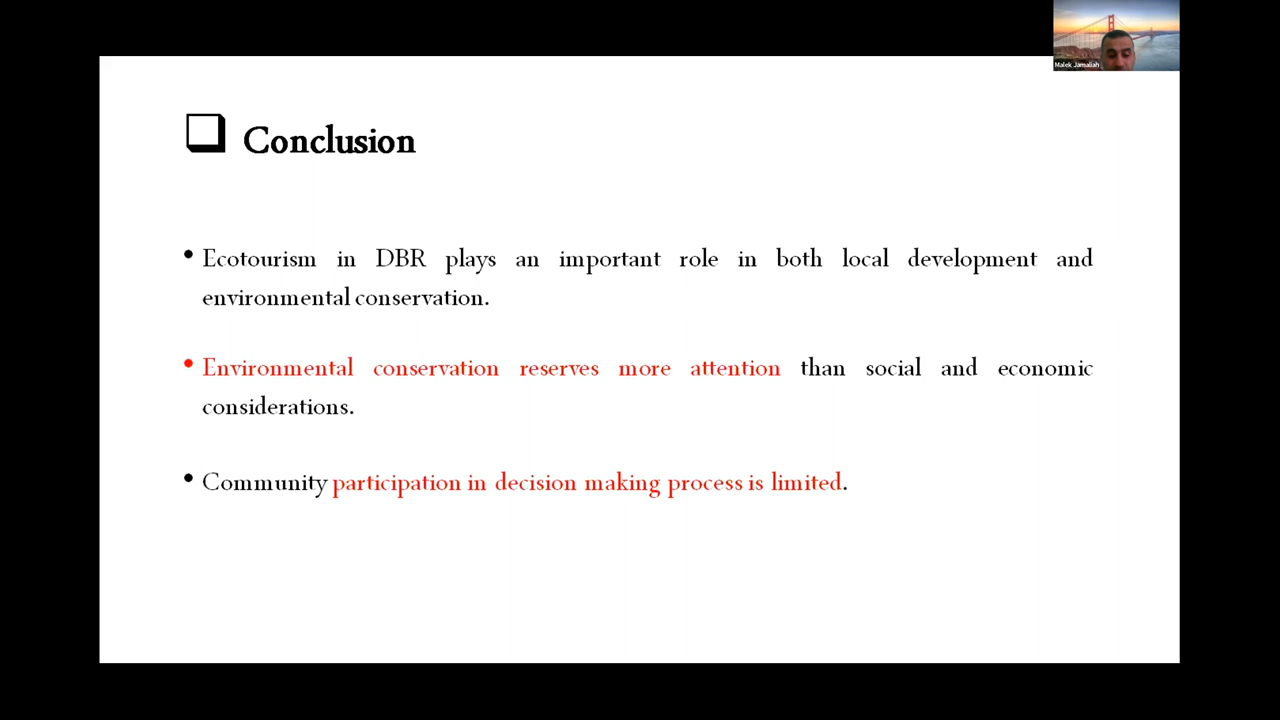 Malek Jamaliah
Conclusion
• Ecotourism in DBR plays an important role in both local development and
environmental conservation.
• Environmental conservation reserves more attention than social and economic
considerations.
• Community participation in decision making process is limited.